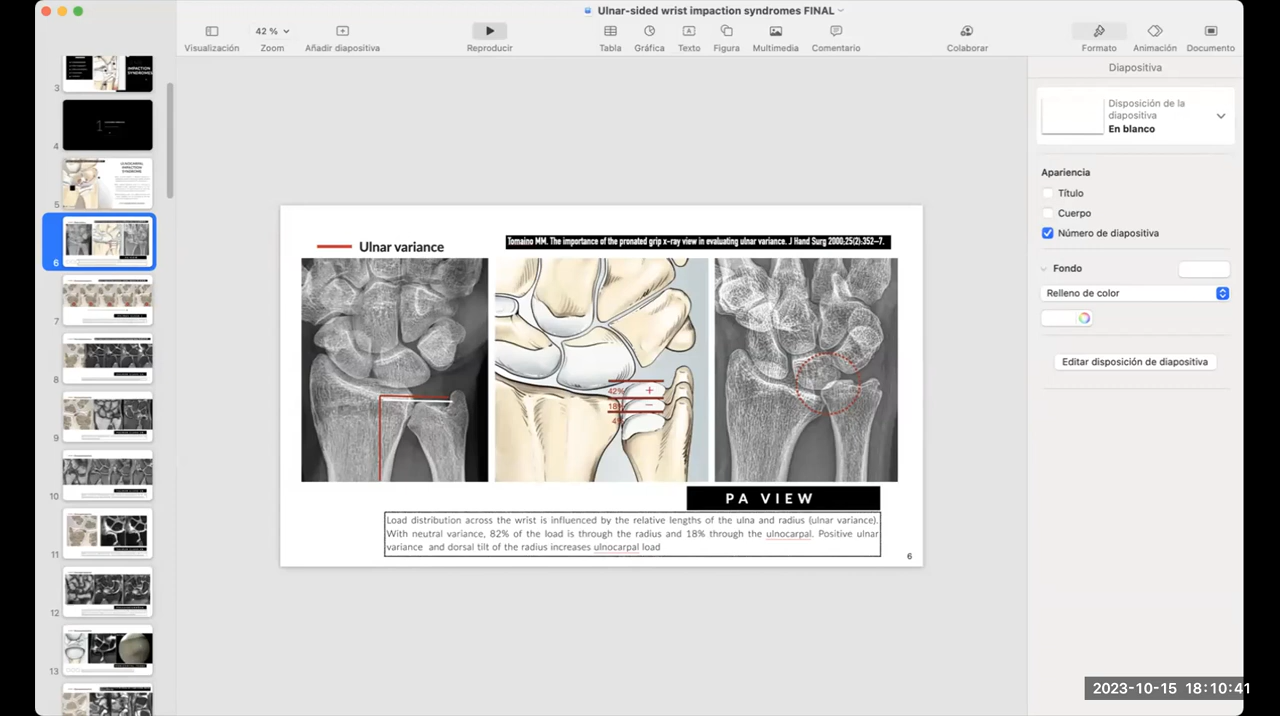 Ulnar-sided wrist impaction syndromes FINAL
42 %
Visualización
Zoom
Añadir diapositiva
Reproducir
Tabla
Gráfica
Texto
Figura
Multimedia
Comentario
Colaborar
Formato
Animación
Documento
3
IMPACTION
SYNDROMES
4
1
5
ULNOCARPAL
IMPACTION
SYNDROME
6
7
8
9
10
11
12
13
Ulnar variance
Tomaino MM. The importance of the pronated grip x-ray view in evaluating ulnar variance. J Hand Surg 2000;25(2):352–7.
42%
+
18%
−
4%
PA VIEW
Load distribution across the wrist is influenced by the relative lengths of the ulna and radius (ulnar variance).
With neutral variance, 82% of the load is through the radius and 18% through the ulnocarpal. Positive ulnar
variance and dorsal tilt of the radius increases ulnocarpal load
6
Diapositiva
Disposición de la
diapositiva
En blanco
Apariencia
Título
Cuerpo
Número de diapositiva
Fondo
Relleno de color
Editar disposición de diapositiva
2023-10-15 18:10:41